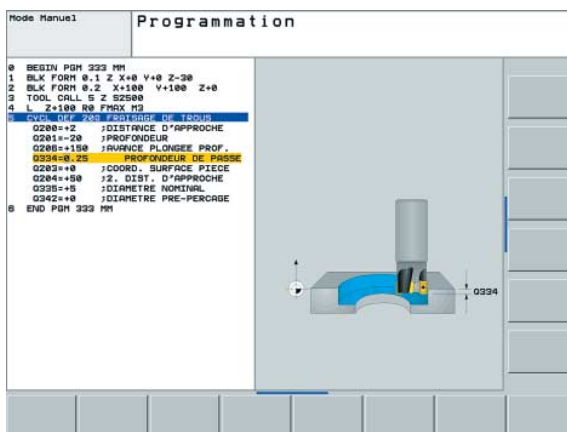 Mode Manuel
Programmation
0 BEGIN PGM 333 MM
1 BLK FORM 0.1 Z X+0 Y+0 Z-30
2 BLK FORM 0.2 X+100 Y+100 Z+0
3 TOOL CALL 5 Z S2500
4 L Z+100 R0 FMAX M3
5 CYCL DEF 208 FRAISAGE DE TROUS
Q200=+2 ;DISTANCE D'APPROCHE
Q201=-20 ;PROFONDEUR
Q206=+150 ;AVANCE PLONGEE PROF.
Q334=0.25 PROFONDEUR DE PASSE
Q203=+0 ;COORD. SURFACE PIECE
Q204=+50 ;2. DIST. D'APPROCHE
Q335=+5 ;DIAMETRE NOMINAL
Q342=+0 ;DIAMETRE PRE-PERCAGE
6 END PGM 333 MM
Q334